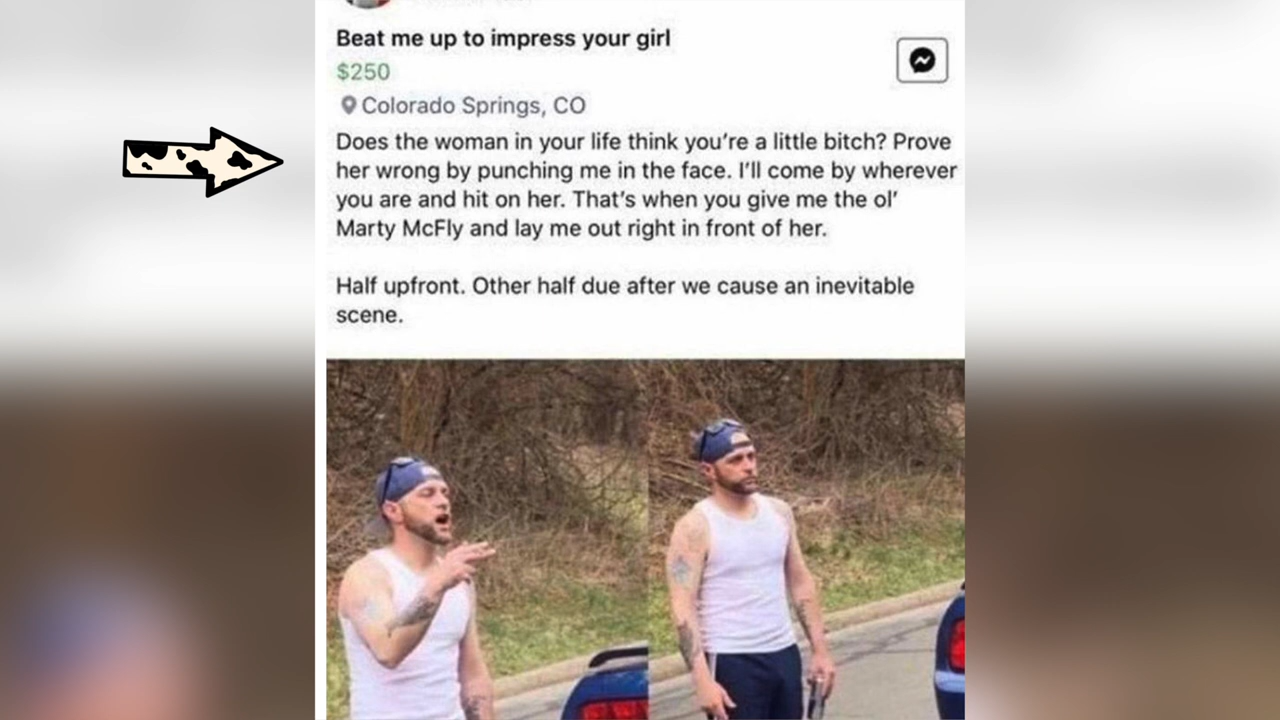 Beat me up to impress your girl
$250
Colorado Springs, CO
Does the woman in your life think you're a little bitch? Prove
her wrong by punching me in the face. I'll come by wherever
you are and hit on her. That's when you give me the ol'
Marty McFly and lay me out right in front of her.
Half upfront. Other half due after we cause an inevitable
scene.